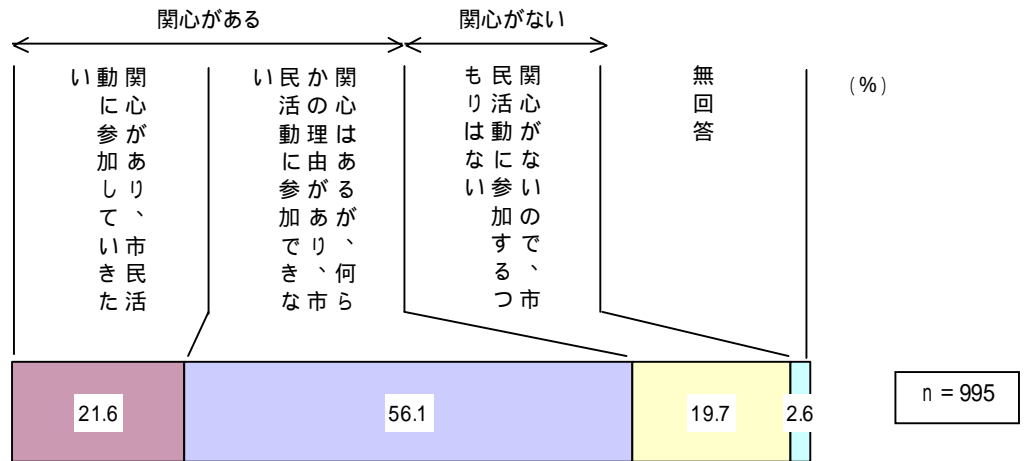 関心がある
関心がない
関心があり、市民活
動に参加していきた
い
関心はあるが、何ら
かの理由があり、市
民活動に参加できな
い
関心がないので、市
民活動に参加するつ
もりはない
無回答
(%)
21.6
56.1
19.7
2.6
n = 995